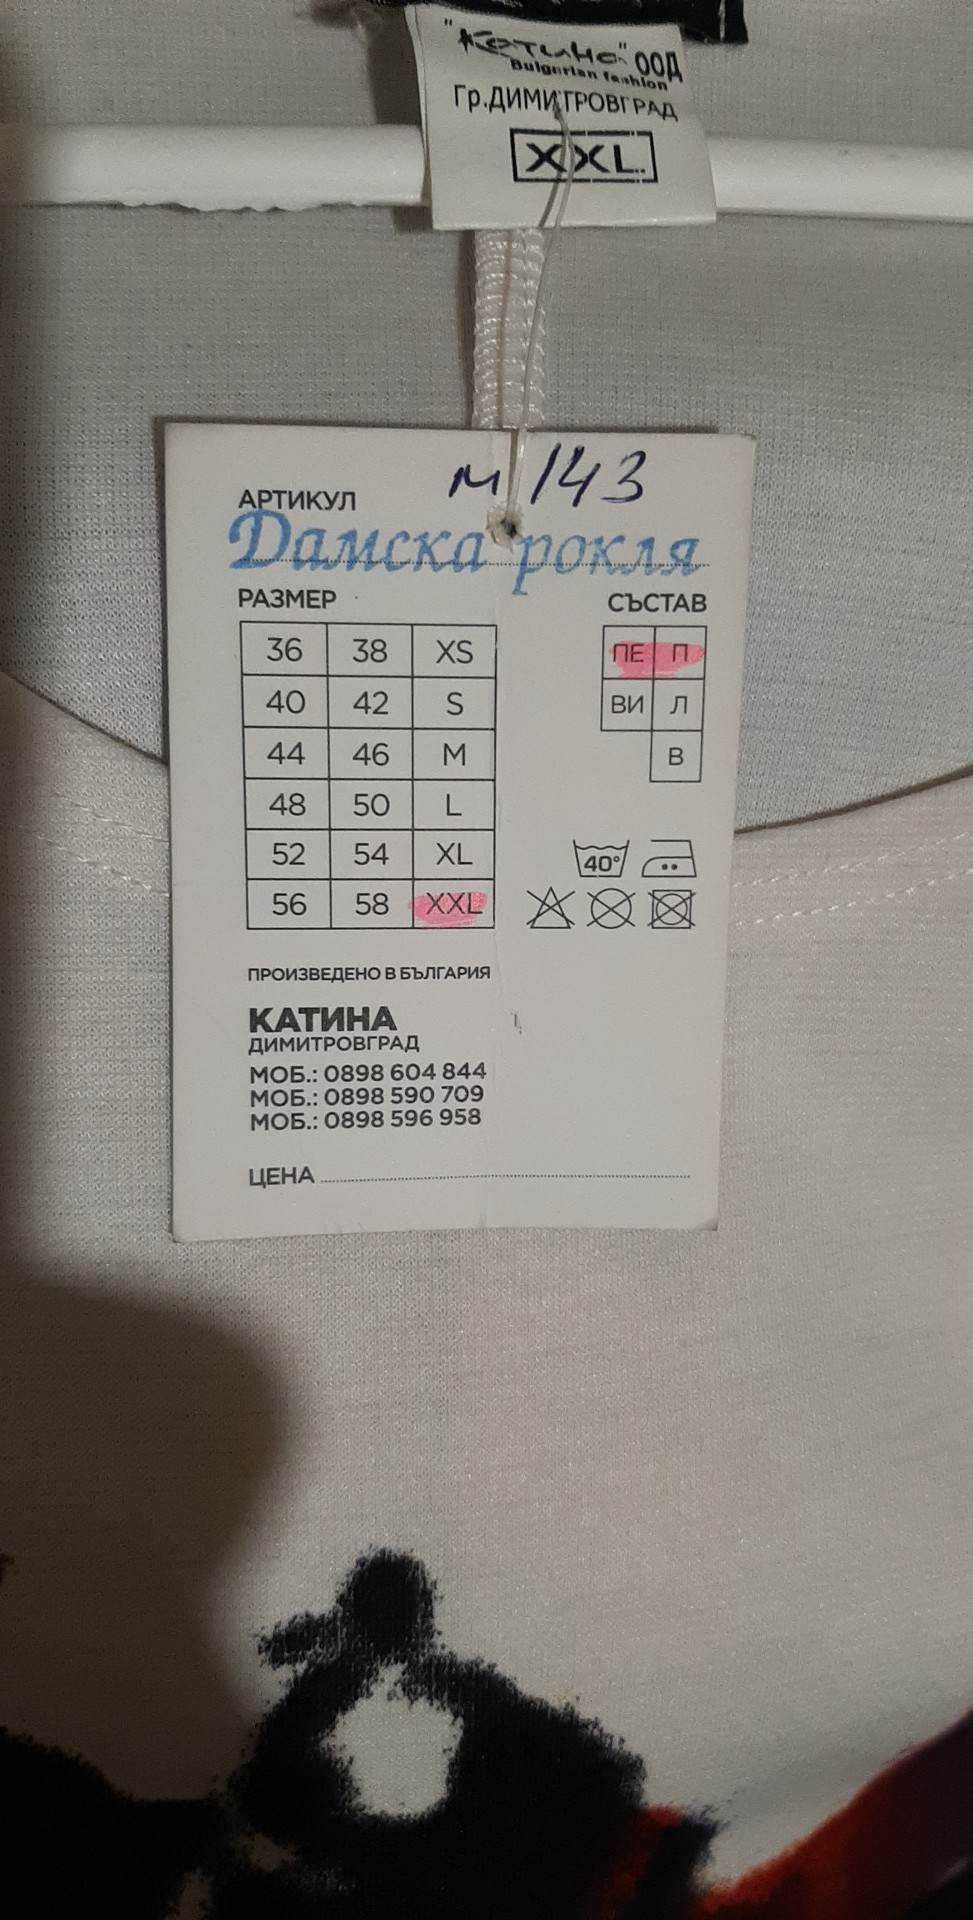 "Катина" ООД
Bulgarian fashion
Гр.ДИМИТРОВГРАД
XXL.
м 143
АРТИКУЛ
Дамска рокля
РАЗМЕР
36 38 XS
40 42 S
44 46 M
48 50 L
52 54 XL
56 58 XXL
СЪСТАВ
ПЕ П
ВИ Л
В
40°
ПРОИЗВЕДЕНО В БЪЛГАРИЯ
КАТИНА
ДИМИТРОВГРАД
МОБ.: 0898 604 844
МОБ.: 0898 590 709
МОБ.: 0898 596 958
ЦЕНА